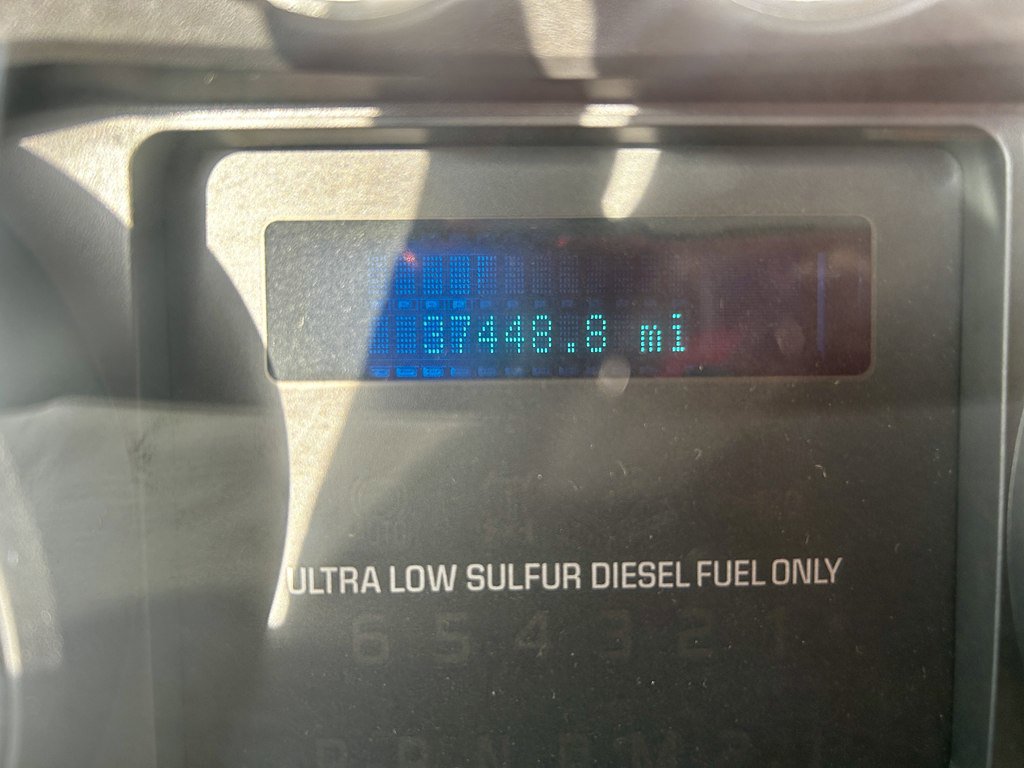 37448.8 mi
ULTRA LOW SULFUR DIESEL FUEL ONLY
6 5 4 3 2 1